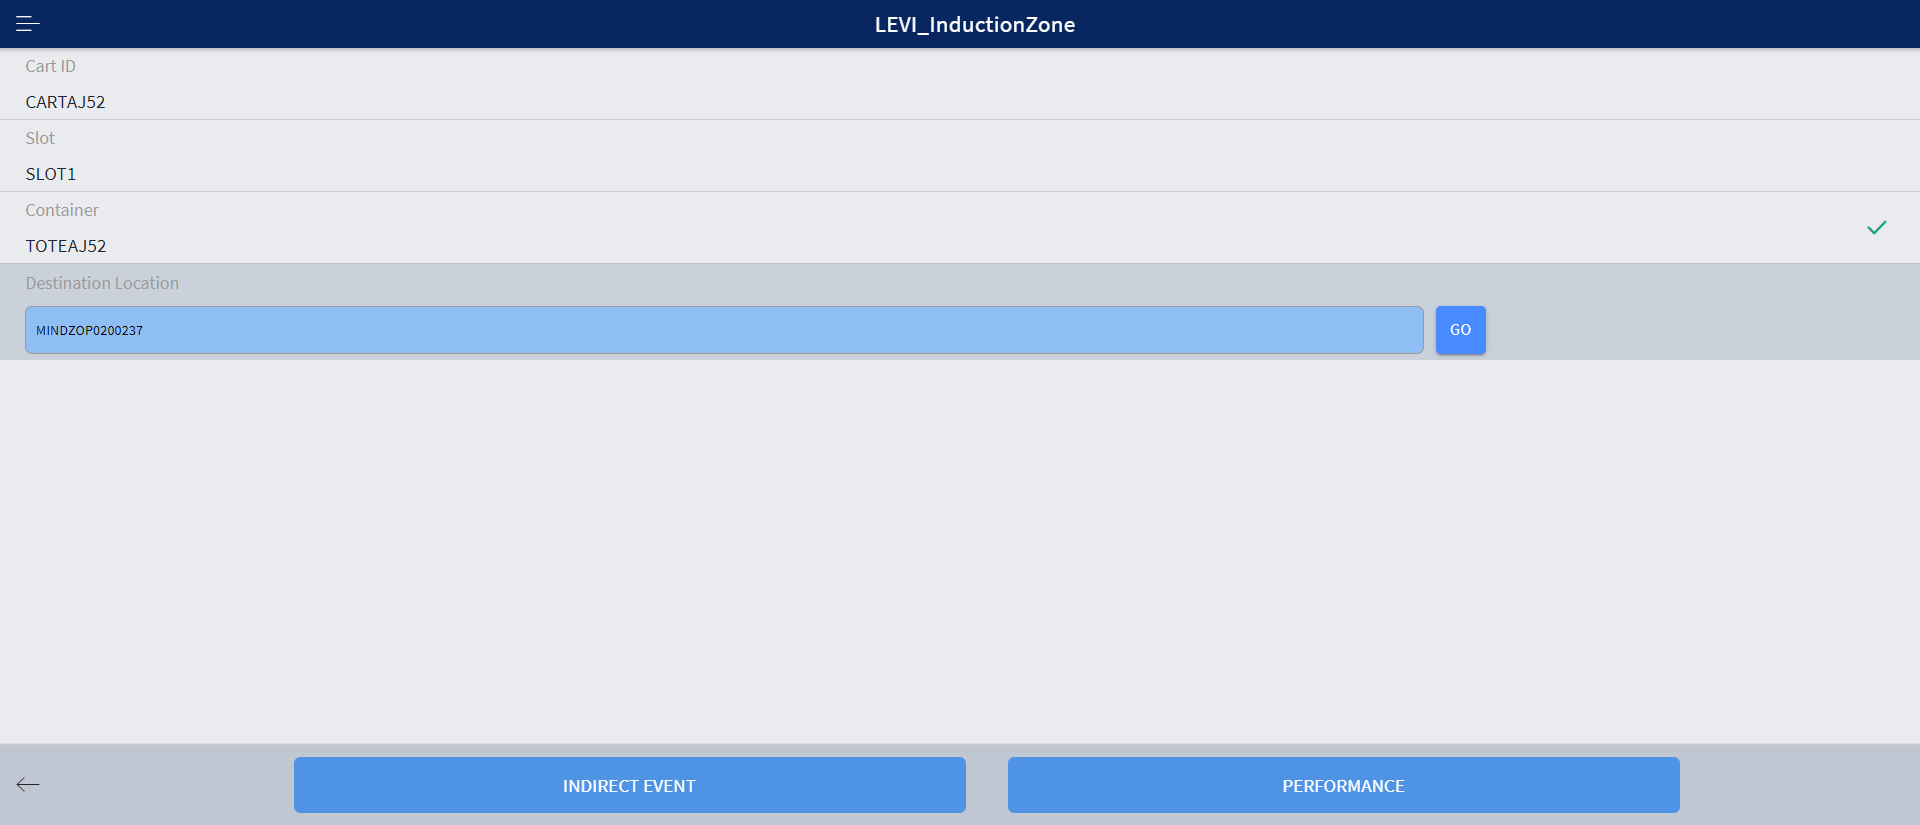 LEVI_InductionZone
Cart ID
CARTAJ52
Slot
SLOT1
Container
TOTEAJ52
Destination Location
MINDZOP0200237
GO
INDIRECT EVENT
PERFORMANCE